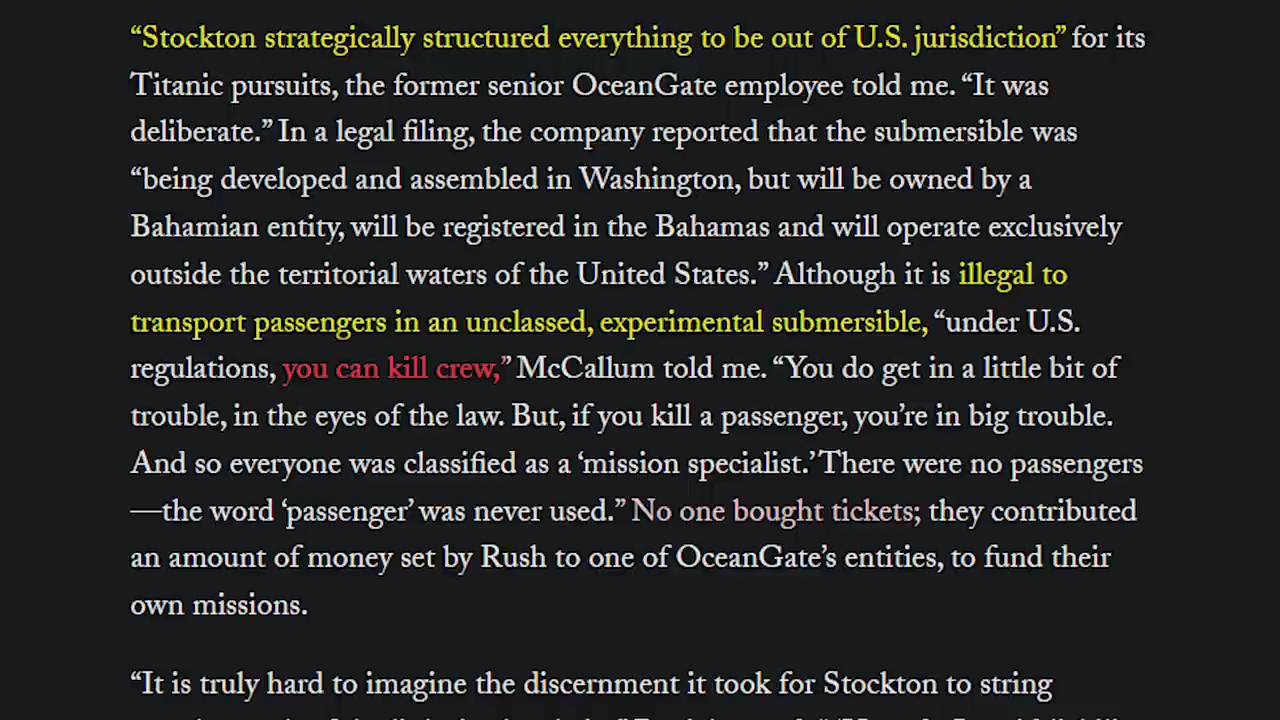 “Stockton strategically structured everything to be out of U.S. jurisdiction” for its
Titanic pursuits, the former senior OceanGate employee told me. “It was
deliberate.” In a legal filing, the company reported that the submersible was
“being developed and assembled in Washington, but will be owned by a
Bahamian entity, will be registered in the Bahamas and will operate exclusively
outside the territorial waters of the United States.” Although it is illegal to
transport passengers in an unclassed, experimental submersible, “under U.S.
regulations, you can kill crew,” McCallum told me. “You do get in a little bit of
trouble, in the eyes of the law. But, if you kill a passenger, you’re in big trouble.
And so everyone was classified as a ‘mission specialist.’ There were no passengers
—the word ‘passenger’ was never used.” No one bought tickets; they contributed
an amount of money set by Rush to one of OceanGate’s entities, to fund their
own missions.
“It is truly hard to imagine the discernment it took for Stockton to string